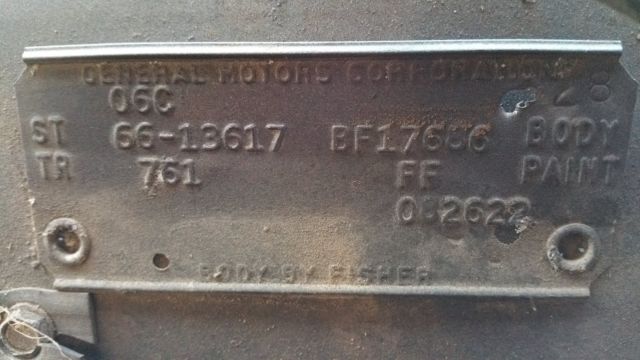 GENERAL MOTORS CORPORATION
06C
ST 66-13617 BF17686 BODY
TR 761 FF PAINT
BODY BY FISHER